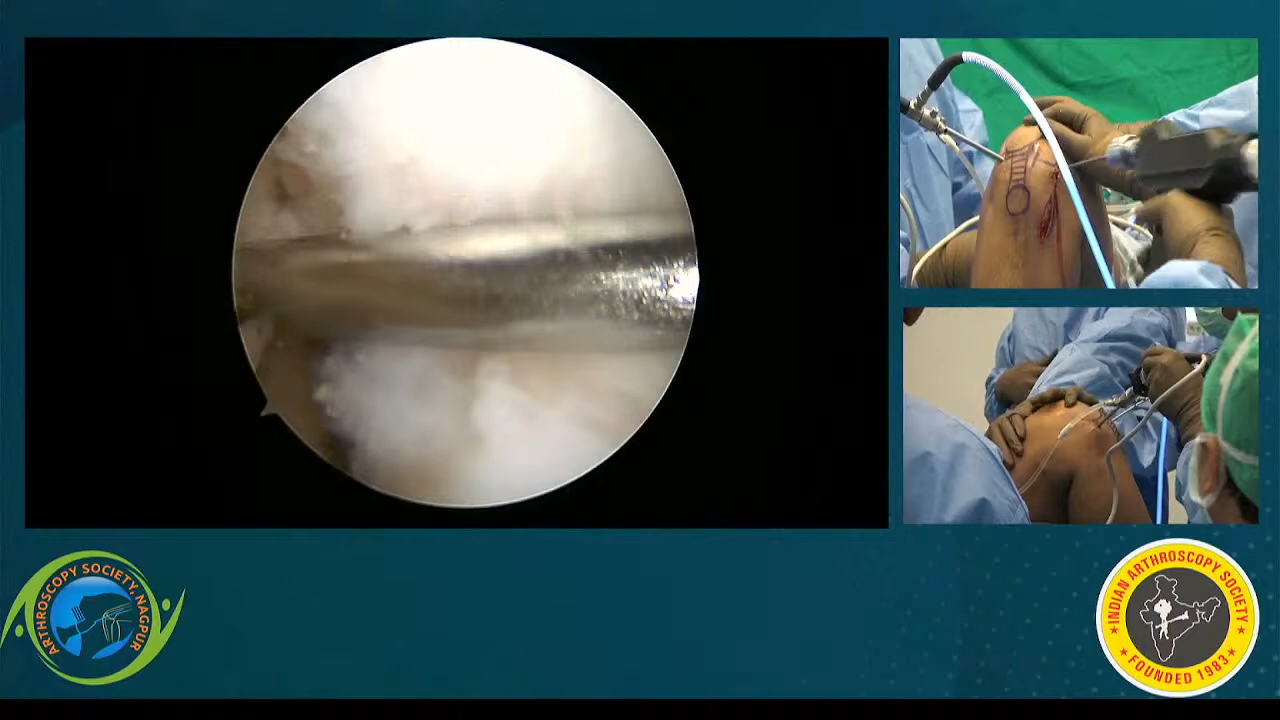 ARTHROSCOPY SOCIETY, NAGPUR
INDIAN ARTHROSCOPY SOCIETY
FOUNDED 1983